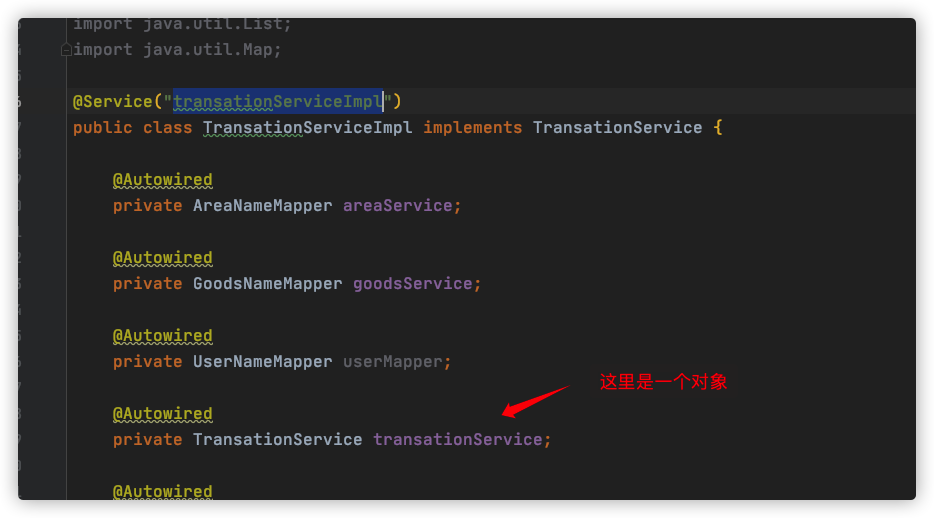 import java.util.List;
import java.util.Map;
@Service("transationServiceImpl")
public class TransationServiceImpl implements TransationService {
@Autowired
private AreaNameMapper areaService;
@Autowired
private GoodsNameMapper goodsService;
@Autowired
private UserNameMapper userMapper;
这里是一个对象
@Autowired
private TransationService transationService;
@Autowired